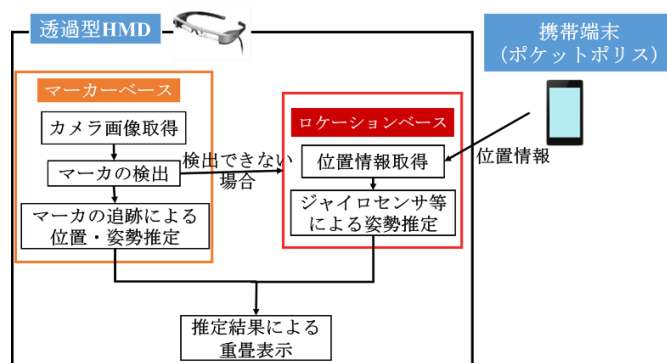 透過型HMD
携帯端末
（ポケットポリス）
マーカーベース
カメラ画像取得
マーカの検出
マーカの追跡による
位置・姿勢推定
検出できない
場合
ロケーションベース
位置情報取得
ジャイロセンサ等
による姿勢推定
位置情報
推定結果による
重畳表示